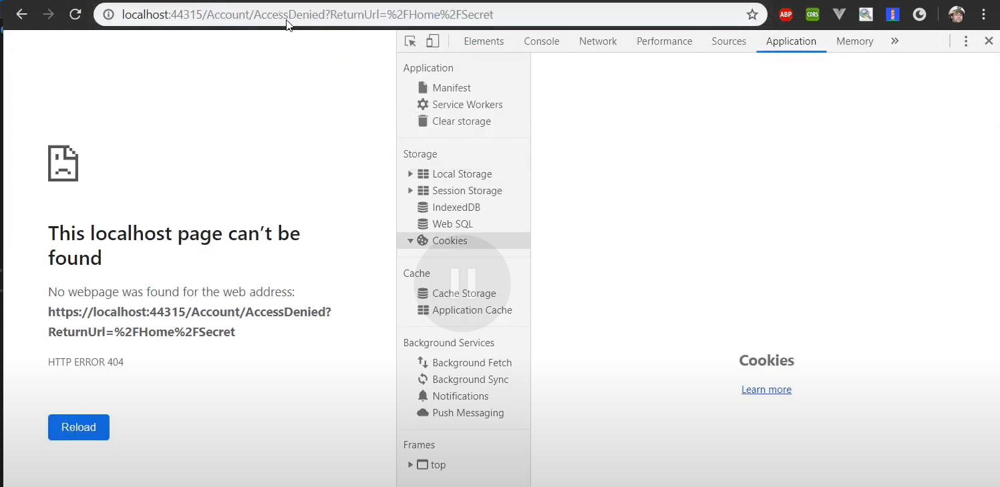 localhost:44315/Account/AccessDenied?ReturnUrl=%2FHome%2FSecret
ABP
CORS
This localhost page can't be
found
No webpage was found for the web address:
https://localhost:44315/Account/AccessDenied?
ReturnUrl=%2FHome%2FSecret
HTTP ERROR 404
Reload
Elements Console Network Performance Sources Application Memory »
Application
Manifest
Service Workers
Clear storage
Storage
Local Storage
Session Storage
IndexedDB
Web SQL
Cookies
Cache
Cache Storage
Application Cache
Background Services
Background Fetch
Background Sync
Notifications
Push Messaging
Frames
top
Cookies
Learn more